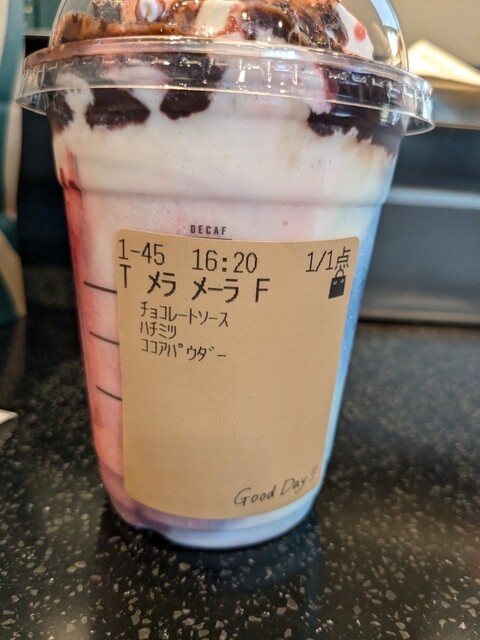 DECAF
1-45 16:20 1/1点
T メラ メーラ F
チョコレートソース
ハチミツ
ココアパウダー
Good Day!!